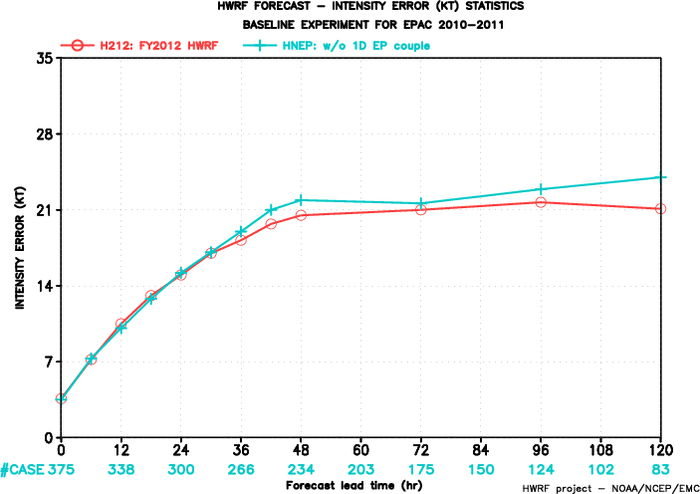 HWRF FORECAST – INTENSITY ERROR (KT) STATISTICS
BASELINE EXPERIMENT FOR EPAC 2010–2011
H212: FY2012 HWRF HNEP: w/o 1D EP couple
35
28
21
14
7
0
INTENSITY ERROR (KT)
0 12 24 36 48 60 72 84 96 108 120
#CASE 375 338 300 266 234 203 175 150 124 102 83
Forecast lead time (hr)
HWRF project – NOAA/NCEP/EMC